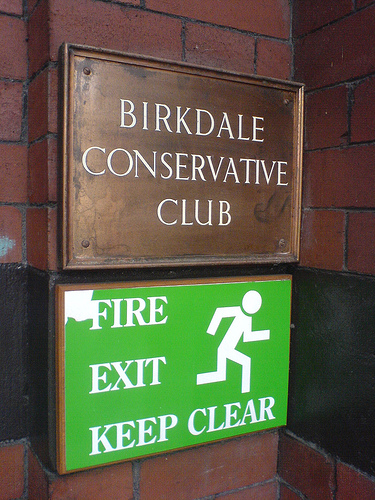 BIRKDALE
CONSERVATIVE
CLUB
FIRE
EXIT
KEEP CLEAR